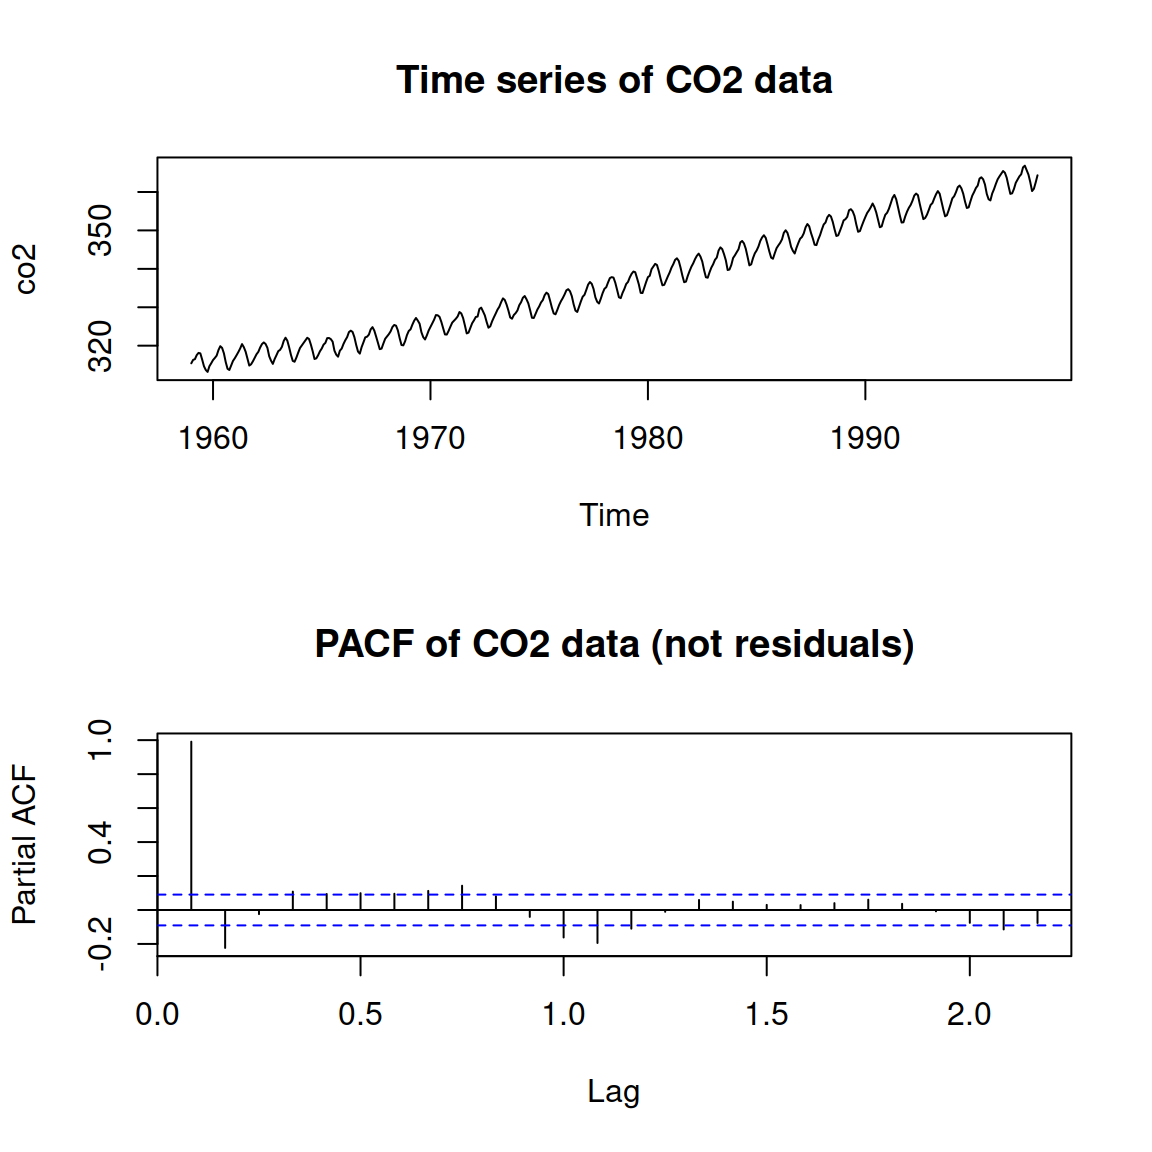 Time series of CO2 data
co2
350
320
1960 1970 1980 1990
Time
PACF of CO2 data (not residuals)
Partial ACF
1.0
0.4
-0.2
0.0 0.5 1.0 1.5 2.0
Lag